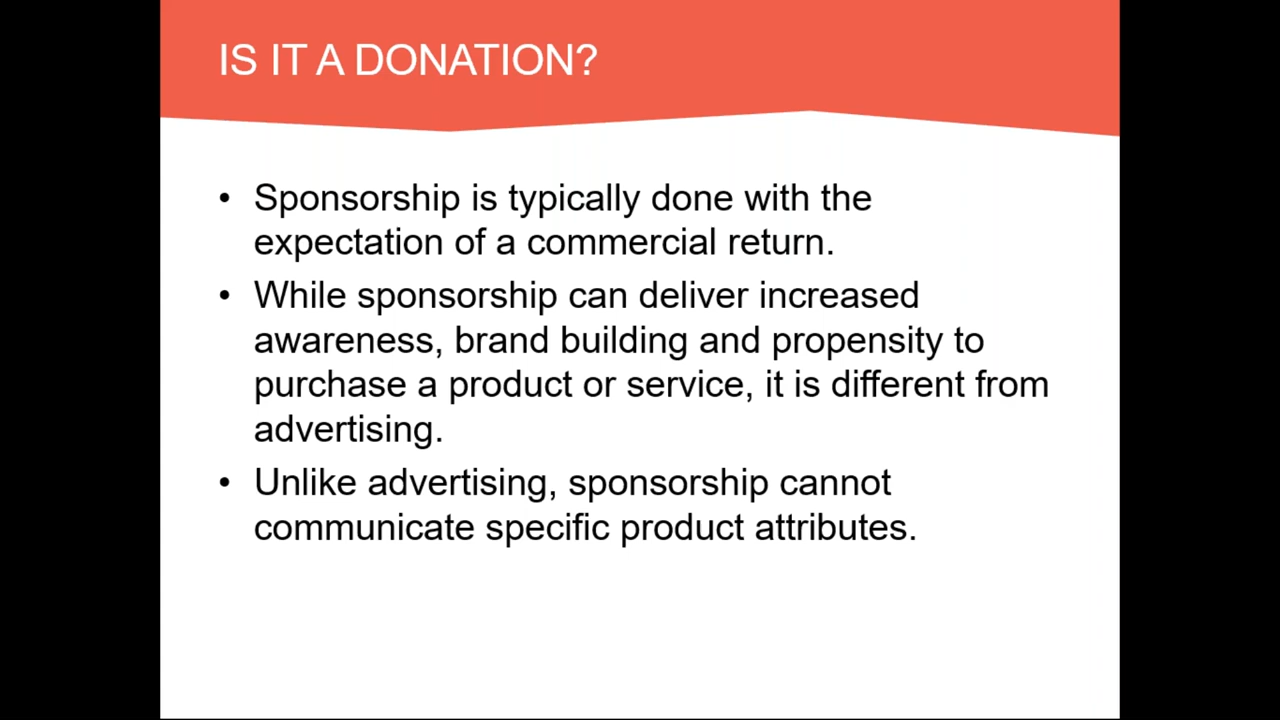 IS IT A DONATION?
• Sponsorship is typically done with the
expectation of a commercial return.
• While sponsorship can deliver increased
awareness, brand building and propensity to
purchase a product or service, it is different from
advertising.
• Unlike advertising, sponsorship cannot
communicate specific product attributes.